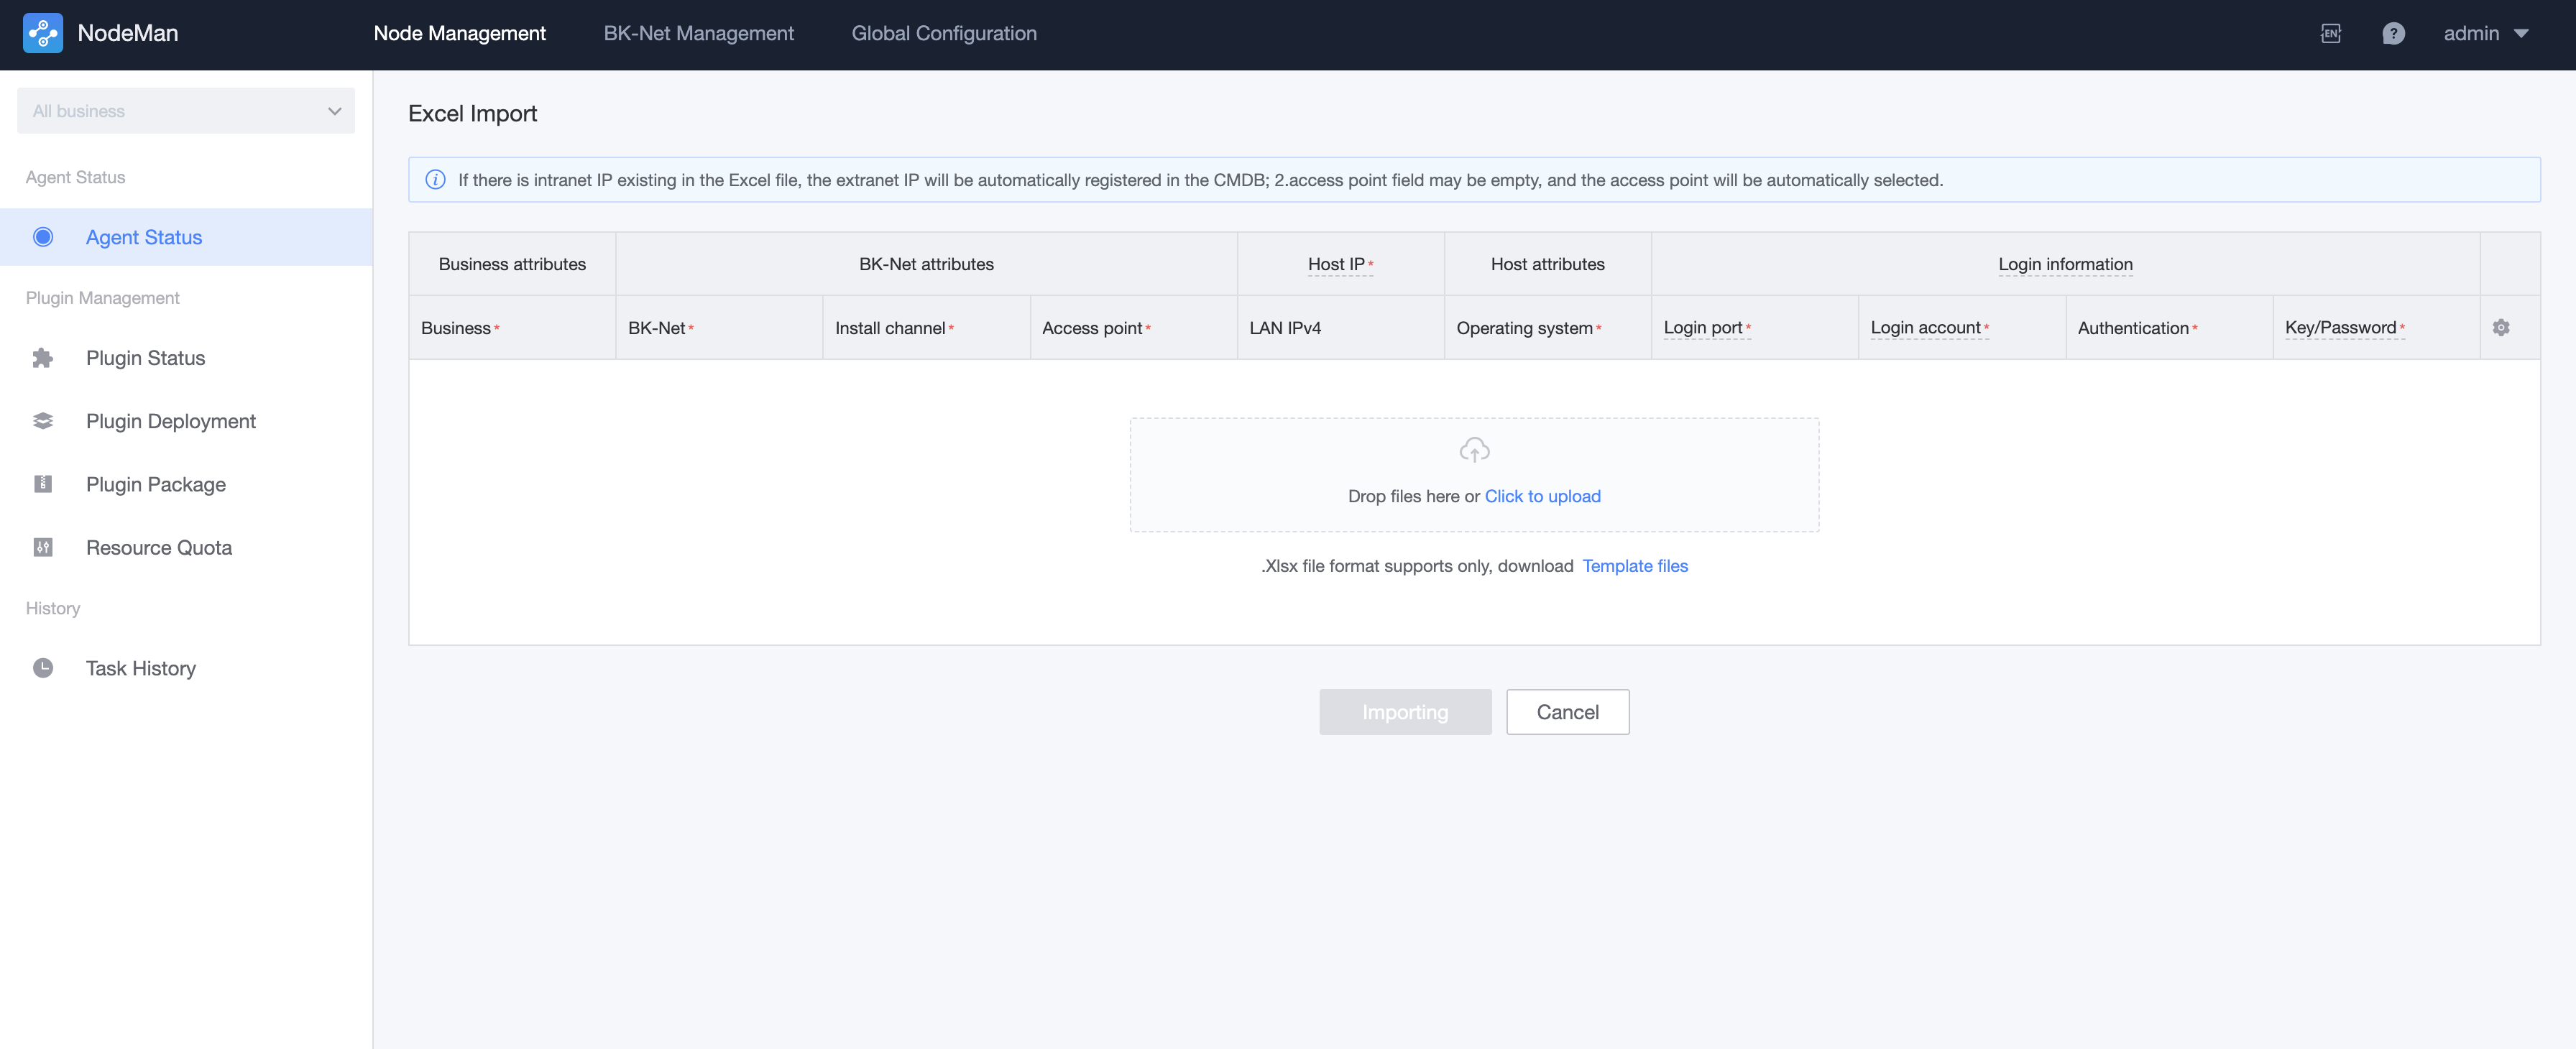 NodeMan
Node Management
BK-Net Management
Global Configuration
EN
?
admin
All business
Agent Status
Agent Status
Plugin Management
Plugin Status
Plugin Deployment
Plugin Package
Resource Quota
History
Task History
Excel Import
If there is intranet IP existing in the Excel file, the extranet IP will be automatically registered in the CMDB; 2.access point field may be empty, and the access point will be automatically selected.
Business attributes
BK-Net attributes
Host IP*
Host attributes
Login information
Business*
BK-Net*
Install channel*
Access point*
LAN IPv4
Operating system*
Login port*
Login account*
Authentication*
Key/Password*
Drop files here or Click to upload
.Xlsx file format supports only, download Template files
Importing
Cancel